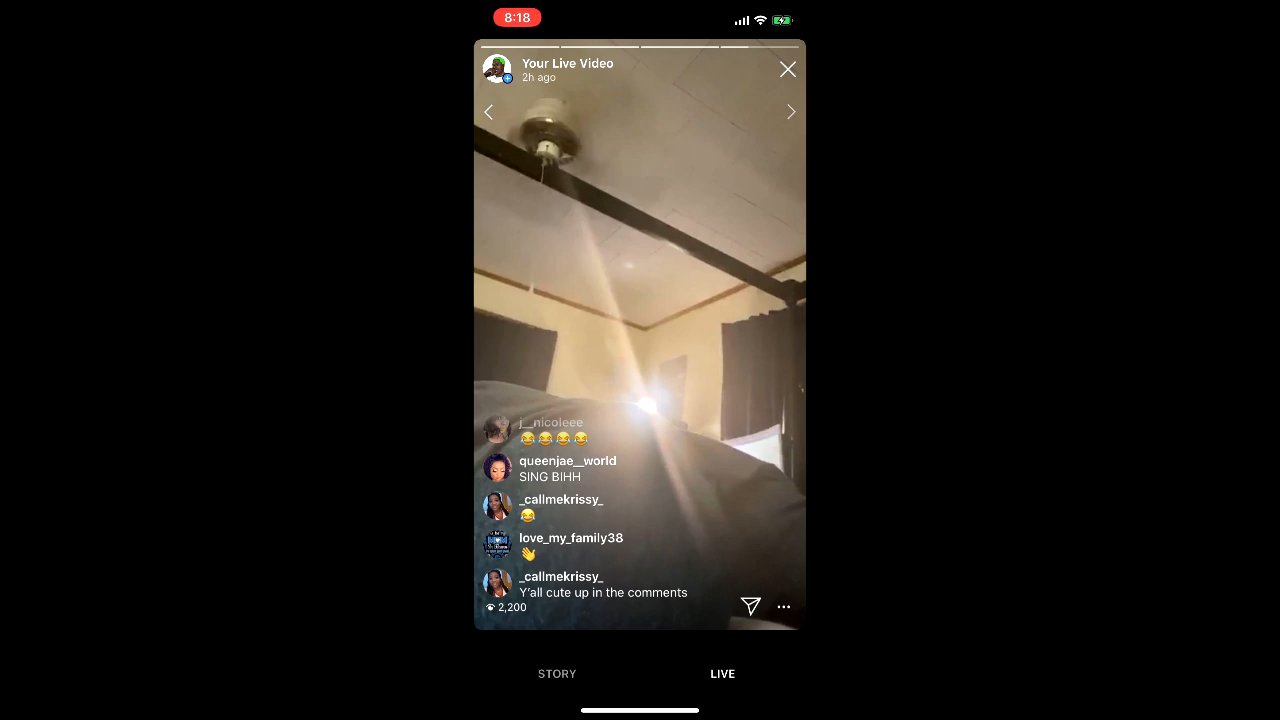 8:18
Your Live Video
2h ago
j__nicoleee
😂😂😂😂
queenjae__world
SING BIHH
_callmekrissy_
😂
love_my_family38
👋
_callmekrissy_
Y'all cute up in the comments
2,200
STORY
LIVE